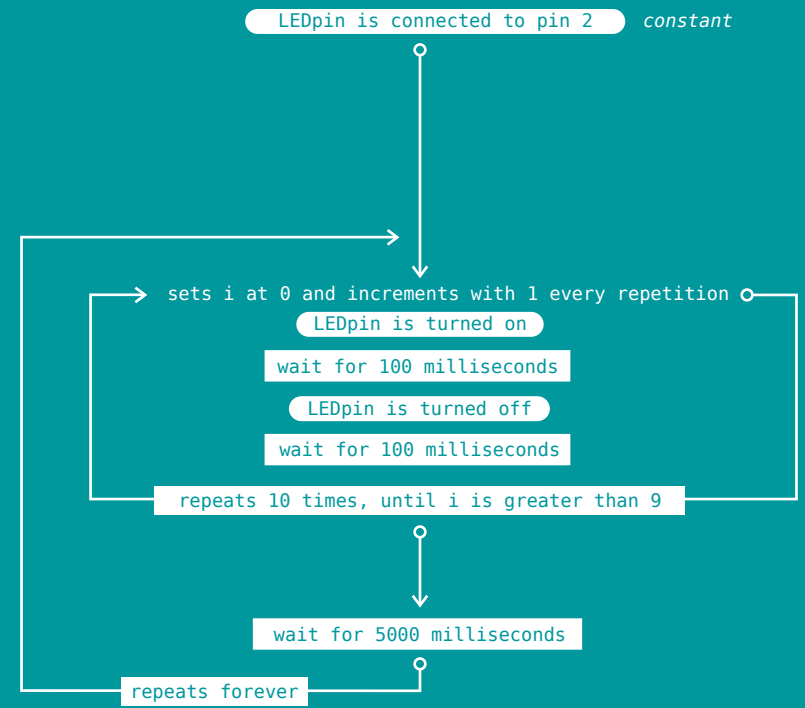 LEDpin is connected to pin 2 constant
sets i at 0 and increments with 1 every repetition
LEDpin is turned on
wait for 100 milliseconds
LEDpin is turned off
wait for 100 milliseconds
repeats 10 times, until i is greater than 9
wait for 5000 milliseconds
repeats forever